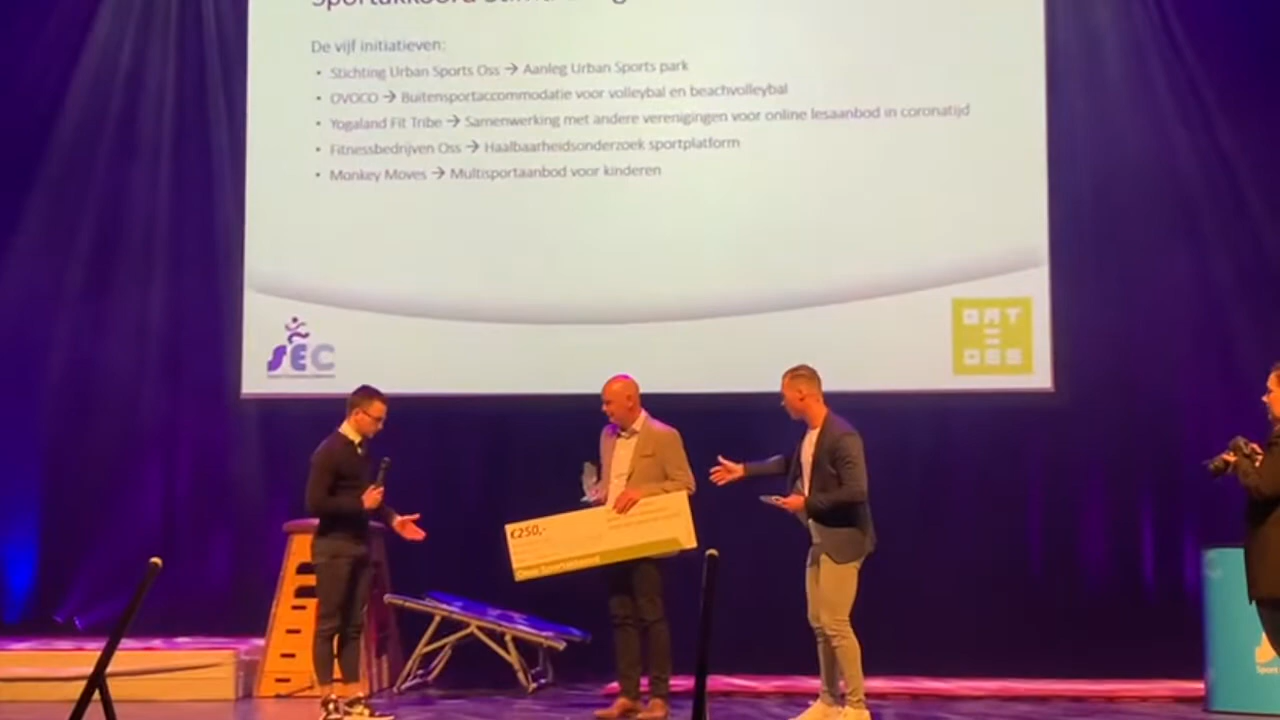 Sportakkoord
De vijf initiatieven:
• Stichting Urban Sports Oss → Aanleg Urban Sports park
• OVOCO → Buitensportaccommodatie voor volleybal en beachvolleybal
• Yogaland Fit Tribe → Samenwerking met andere verenigingen voor online lesaanbod in coronatijd
• Fitnessbedrijven Oss → Haalbaarheidsonderzoek sportplatform
• Monkey Moves → Multisportaanbod voor kinderen
SEC
DAT
=
OSS
€250,-
Sport